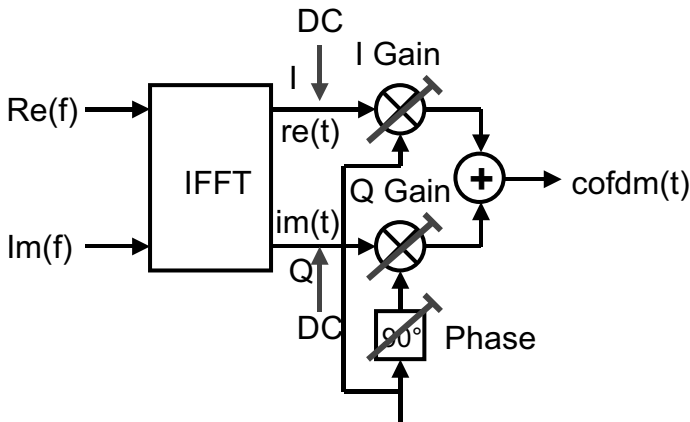 DC
I Gain
I
Re(f)
re(t)
IFFT
Q Gain
+
cofdm(t)
im(t)
Im(f)
Q
DC
90°
Phase